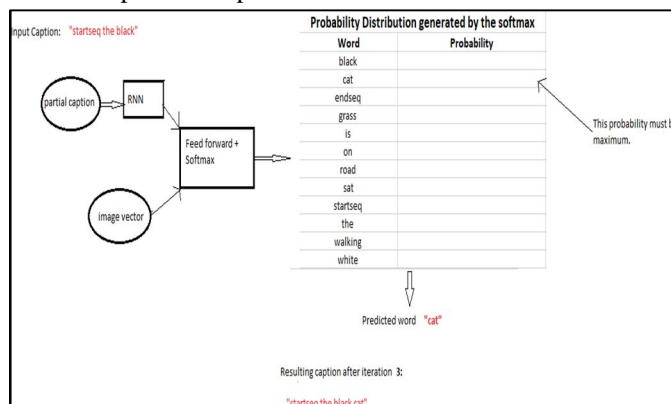 Input Caption: "startseq the black"
Probability Distribution generated by the softmax
Word Probability
black
cat
endseq
grass
is
on
road
sat
startseq
the
walking
white
partial caption
RNN
Feed forward +
Softmax
image vector
This probability must be
maximum.
Predicted word "cat"
Resulting caption after iteration 3:
"startseq the black cat"